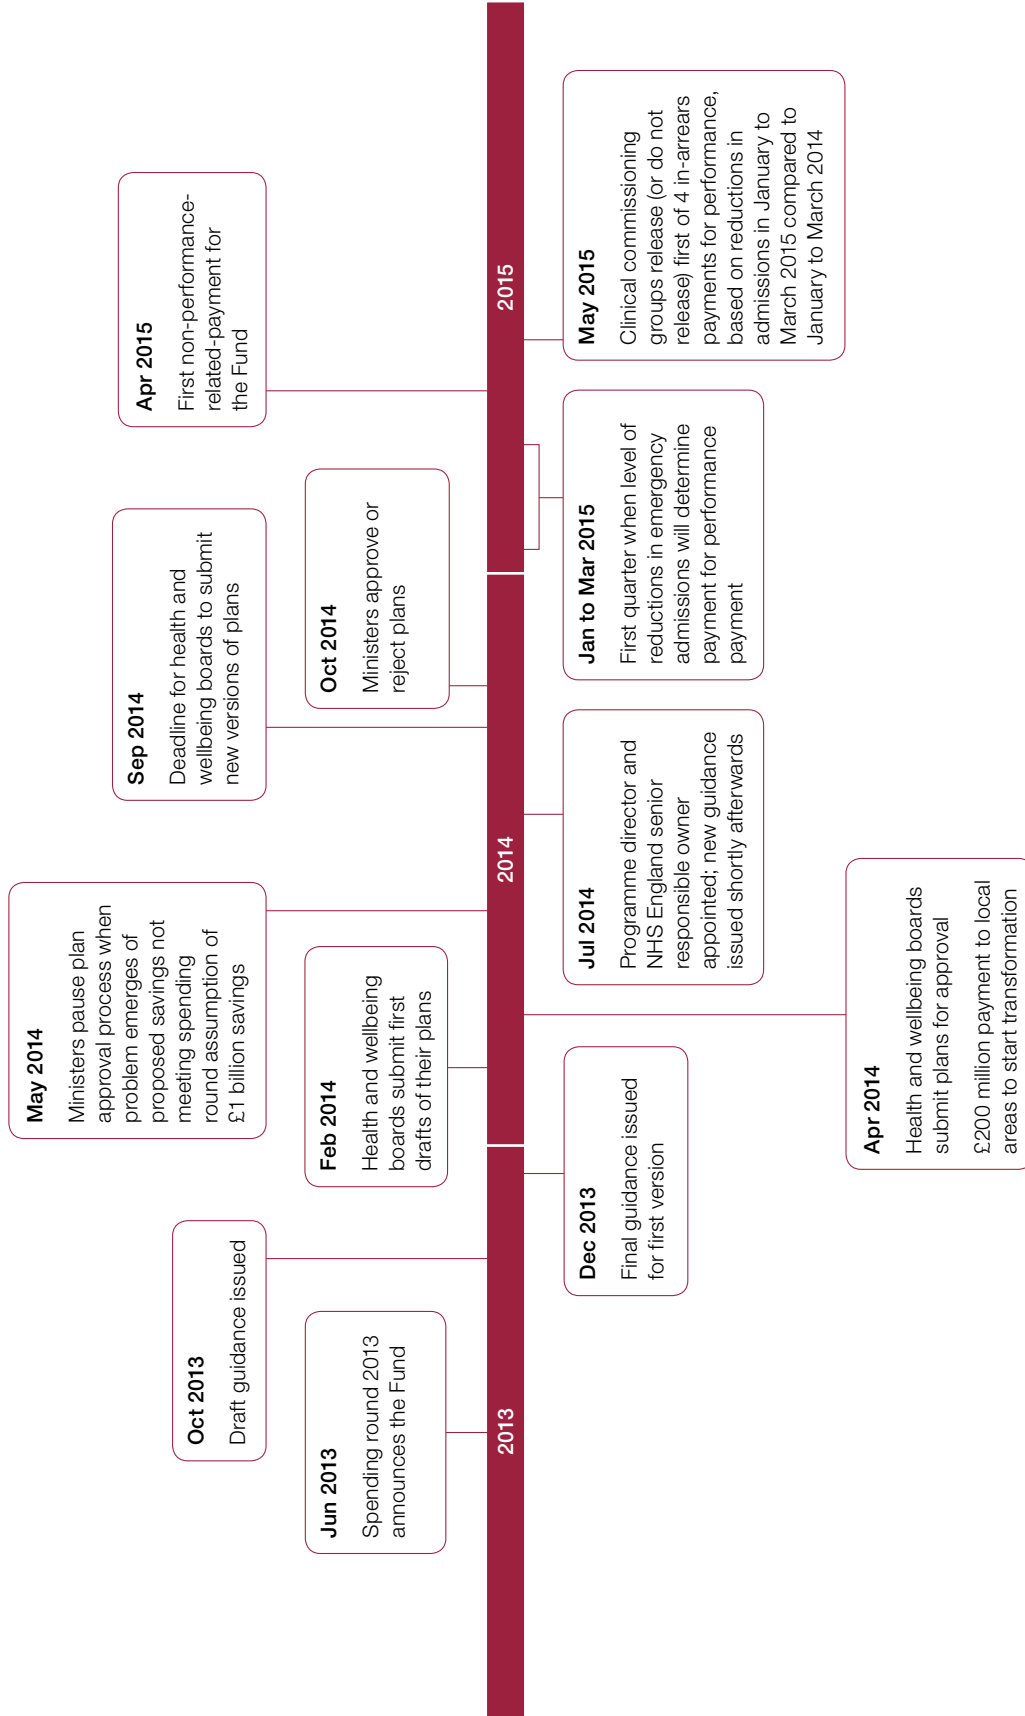 Jun 2013
Spending round 2013
announces the Fund
Oct 2013
Draft guidance issued
Dec 2013
Final guidance issued
for first version
Feb 2014
Health and wellbeing
boards submit first
drafts of their plans
Apr 2014
Health and wellbeing boards
submit plans for approval
£200 million payment to local
areas to start transformation
May 2014
Ministers pause plan
approval process when
problem emerges of
proposed savings not
meeting spending
round assumption of
£1 billion savings
Jul 2014
Programme director and
NHS England senior
responsible owner
appointed; new guidance
issued shortly afterwards
Sep 2014
Deadline for health and
wellbeing boards to submit
new versions of plans
Oct 2014
Ministers approve or
reject plans
Jan to Mar 2015
First quarter when level of
reductions in emergency
admissions will determine
payment for performance
payment
Apr 2015
First non-performance-
related-payment for
the Fund
May 2015
Clinical commissioning
groups release (or do not
release) first of 4 in-arrears
payments for performance,
based on reductions in
admissions in January to
March 2015 compared to
January to March 2014
2013
2014
2015